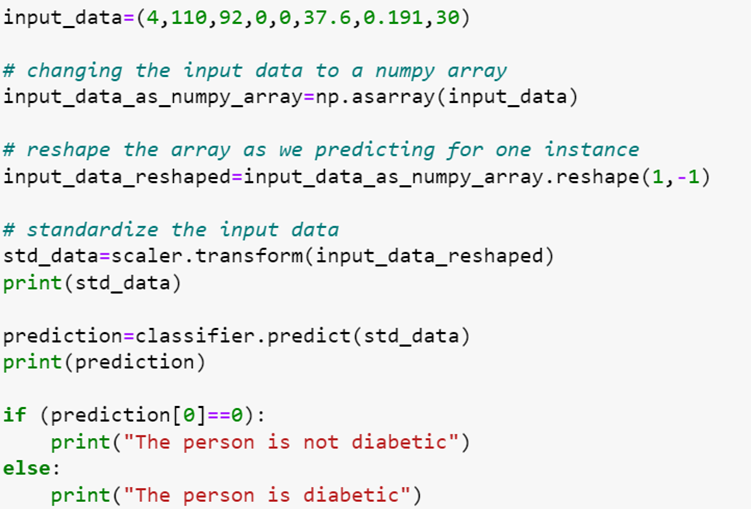 input_data=(4,110,92,0,0,37.6,0.191,30)
# changing the input data to a numpy array
input_data_as_numpy_array=np.asarray(input_data)
# reshape the array as we predicting for one instance
input_data_reshaped=input_data_as_numpy_array.reshape(1,-1)
# standardize the input data
std_data=scaler.transform(input_data_reshaped)
print(std_data)
prediction=classifier.predict(std_data)
print(prediction)
if (prediction[0]==0):
    print("The person is not diabetic")
else:
    print("The person is diabetic")